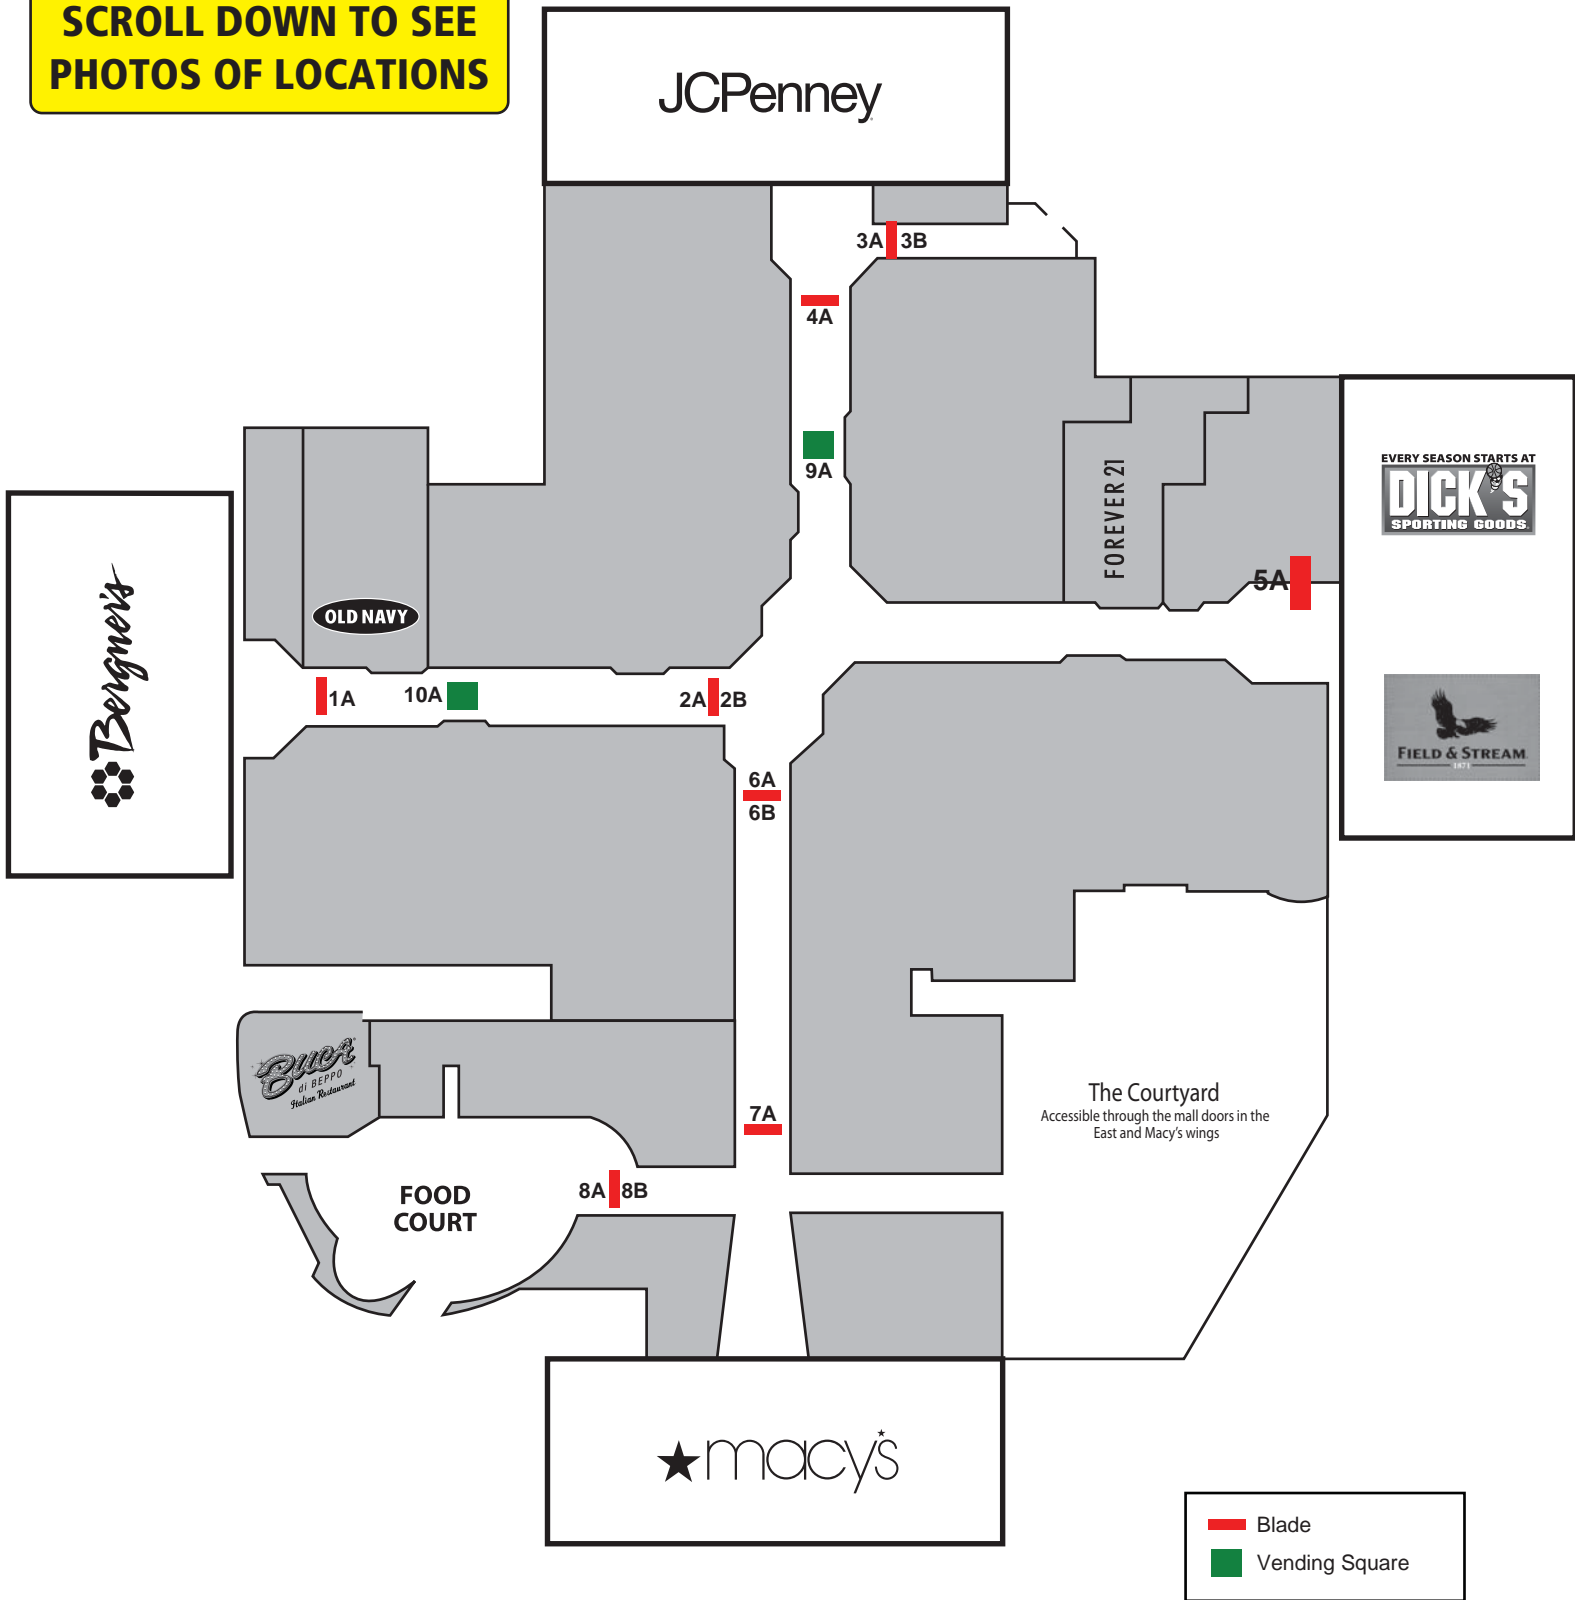 SCROLL DOWN TO SEE
PHOTOS OF LOCATIONS
JCPenney
3A 3B
4A
9A
EVERY SEASON STARTS AT
DICK'S
SPORTING GOODS
FOREVER 21
5A
OLD NAVY
Bergner's
1A
10A
2A 2B
FIELD & STREAM
1871
6A
6B
BUCA
di BEPPO
Italian Restaurant
The Courtyard
Accessible through the mall doors in the
East and Macy's wings
7A
8A 8B
FOOD
COURT
macy's
Blade
Vending Square